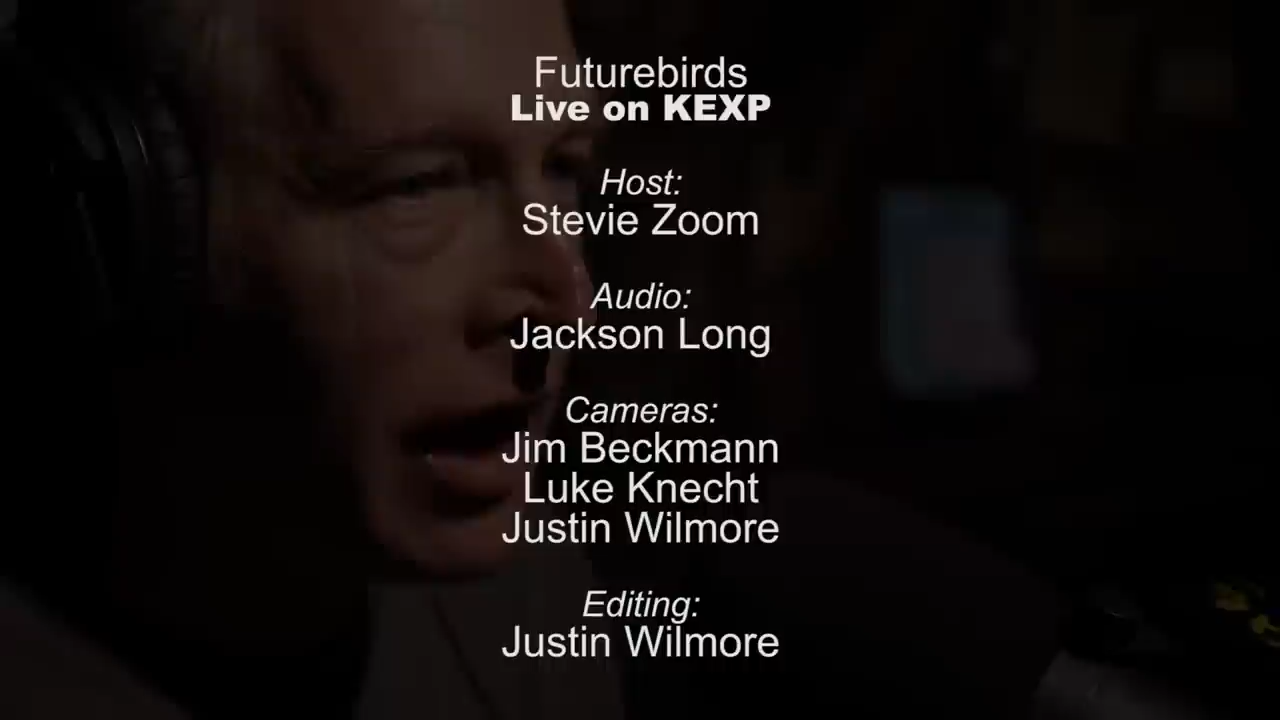 Futurebirds
Live on KEXP
Host:
Stevie Zoom
Audio:
Jackson Long
Cameras:
Jim Beckmann
Luke Knecht
Justin Wilmore
Editing:
Justin Wilmore